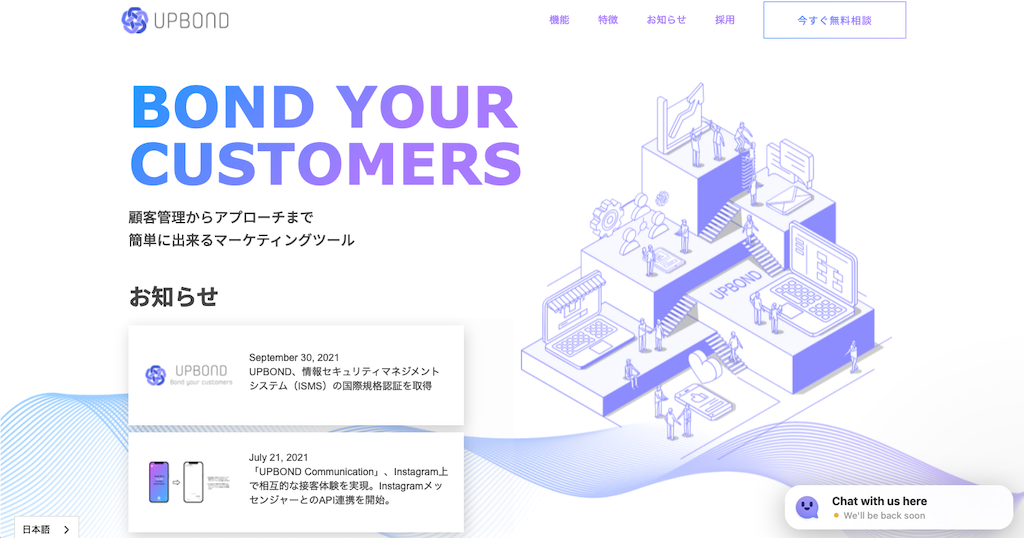 UPBOND
機能
特徴
お知らせ
採用
今すぐ無料相談
BOND YOUR
CUSTOMERS
顧客管理からアプローチまで
簡単に出来るマーケティングツール
お知らせ
UPBOND
Bond your customers
September 30, 2021
UPBOND、情報セキュリティマネジメント
システム（ISMS）の国際規格認証を取得
July 21, 2021
「UPBOND Communication」、Instagram上
で相互的な接客体験を実現。Instagramメッ
センジャーとのAPI連携を開始。
UPBOND
Chat with us here
We'll be back soon
日本語